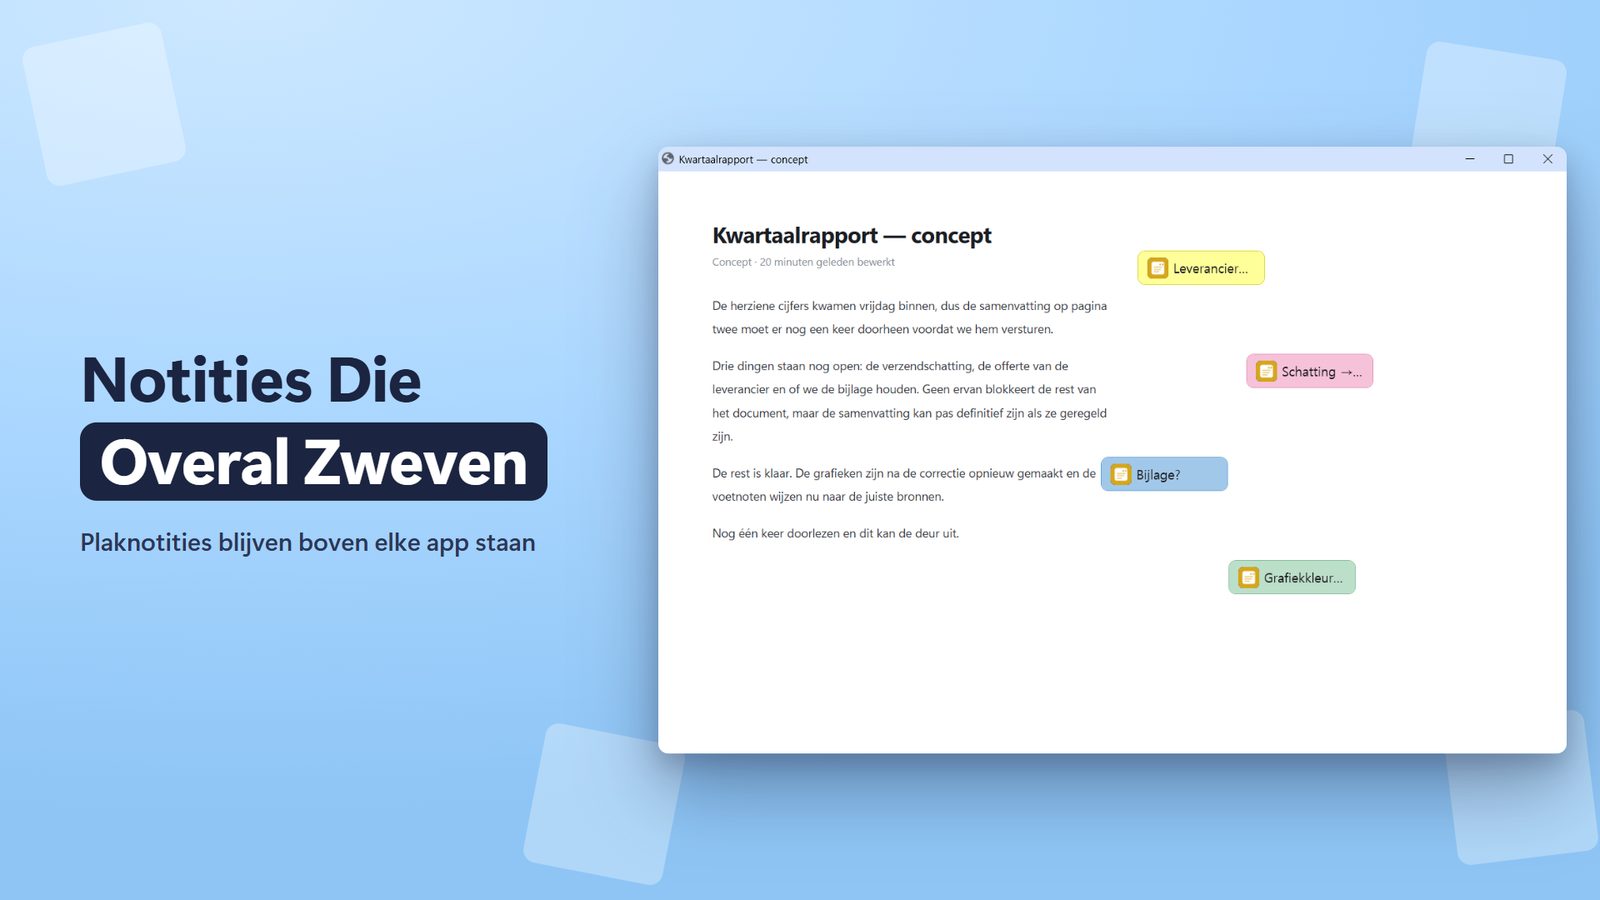 Notities Die
Overal Zweven
Plaknotities blijven boven elke app staan
Kwartaalrapport — concept
Kwartaalrapport — concept
Concept · 20 minuten geleden bewerkt
De herziene cijfers kwamen vrijdag binnen, dus de samenvatting op pagina
twee moet er nog een keer doorheen voordat we hem versturen.
Drie dingen staan nog open: de verzendschatting, de offerte van de
leverancier en of we de bijlage houden. Geen ervan blokkeert de rest van
het document, maar de samenvatting kan pas definitief zijn als ze geregeld
zijn.
De rest is klaar. De grafieken zijn na de correctie opnieuw gemaakt en de
voetnoten wijzen nu naar de juiste bronnen.
Nog één keer doorlezen en dit kan de deur uit.
Leverancier...
Schatting →...
Bijlage?
Grafiekkleur...